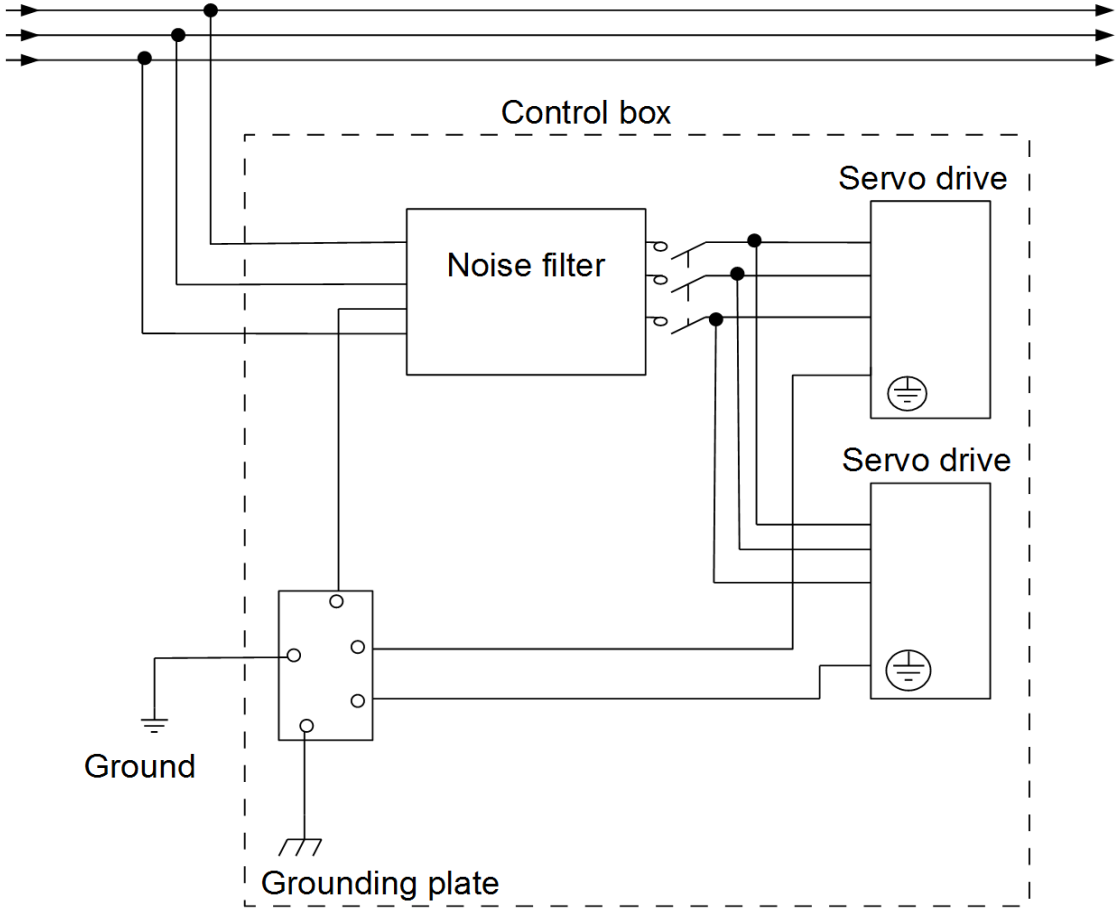 Control box
Servo drive
Noise filter
Servo drive
Ground
Grounding plate